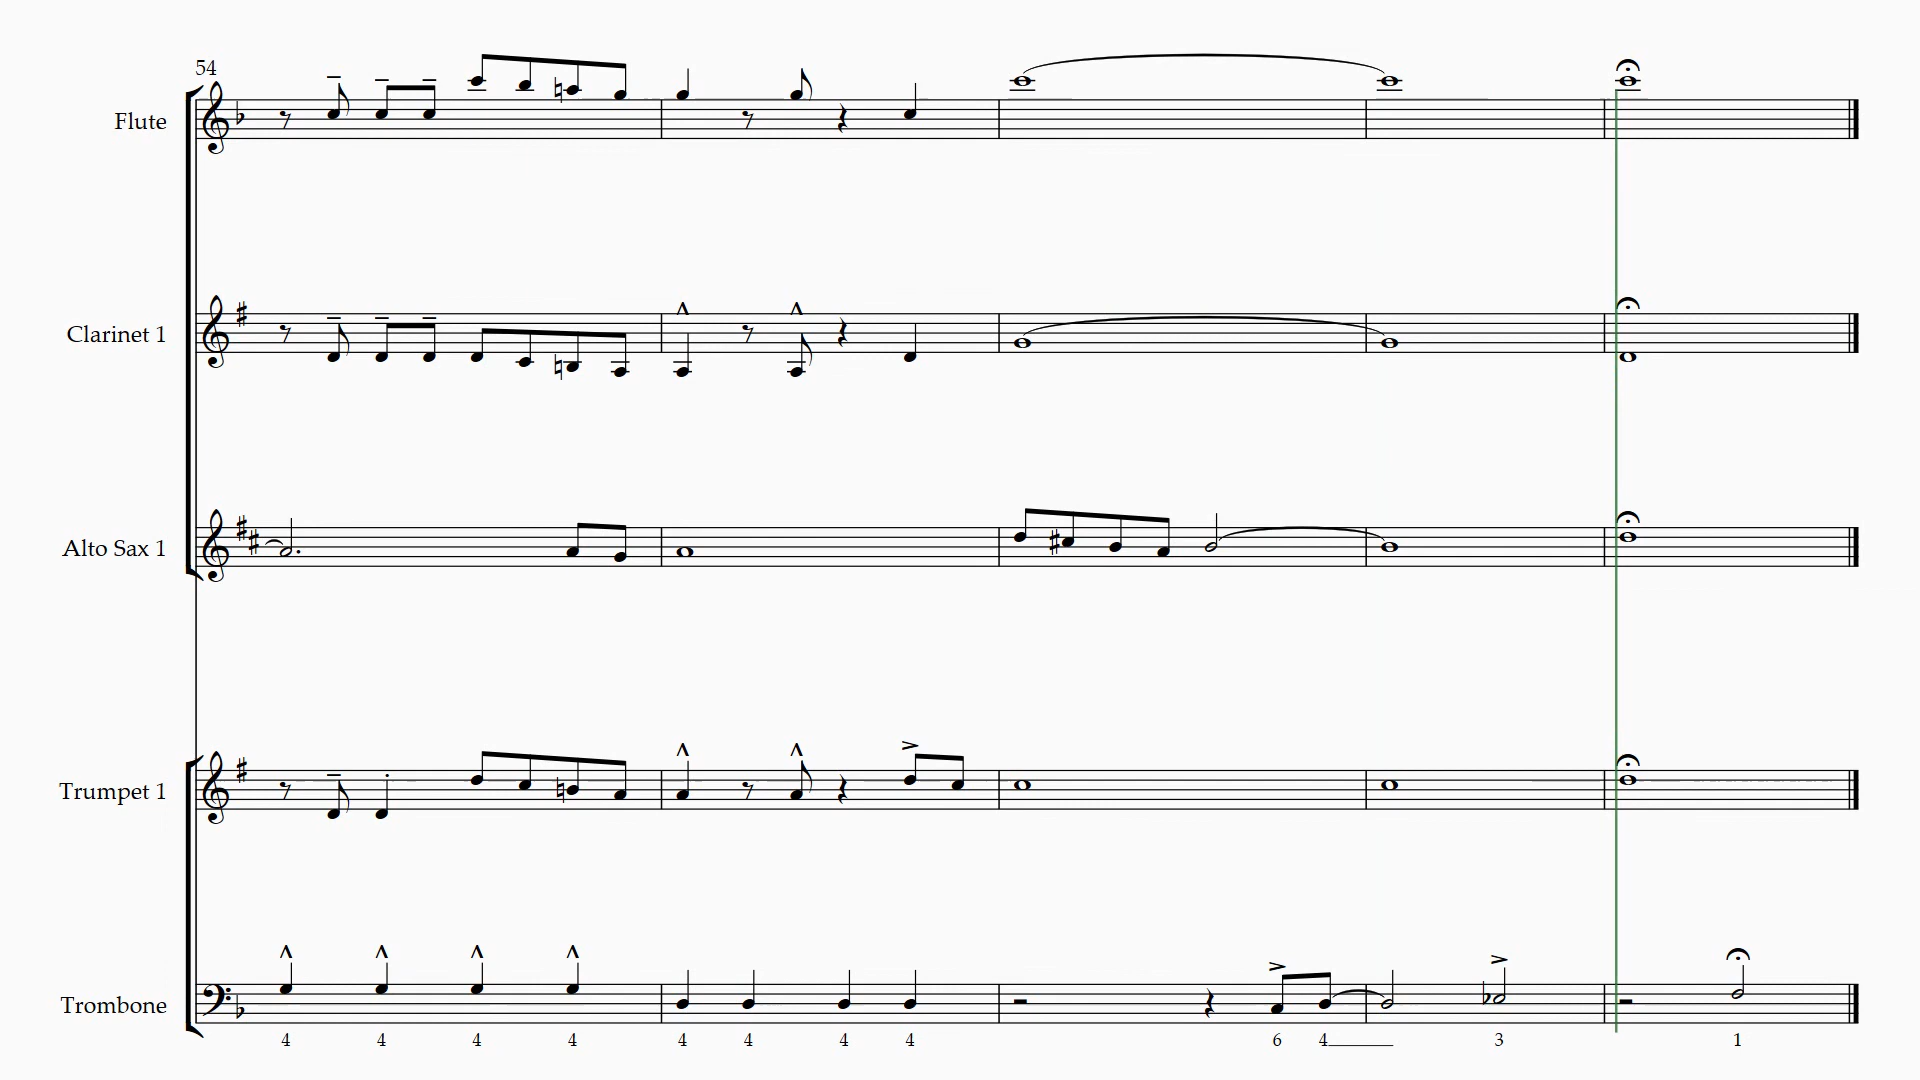 54
Flute
Clarinet 1
Alto Sax 1
Trumpet 1
Trombone
4 4 4 4 4 4 4 4 6 4 3 1